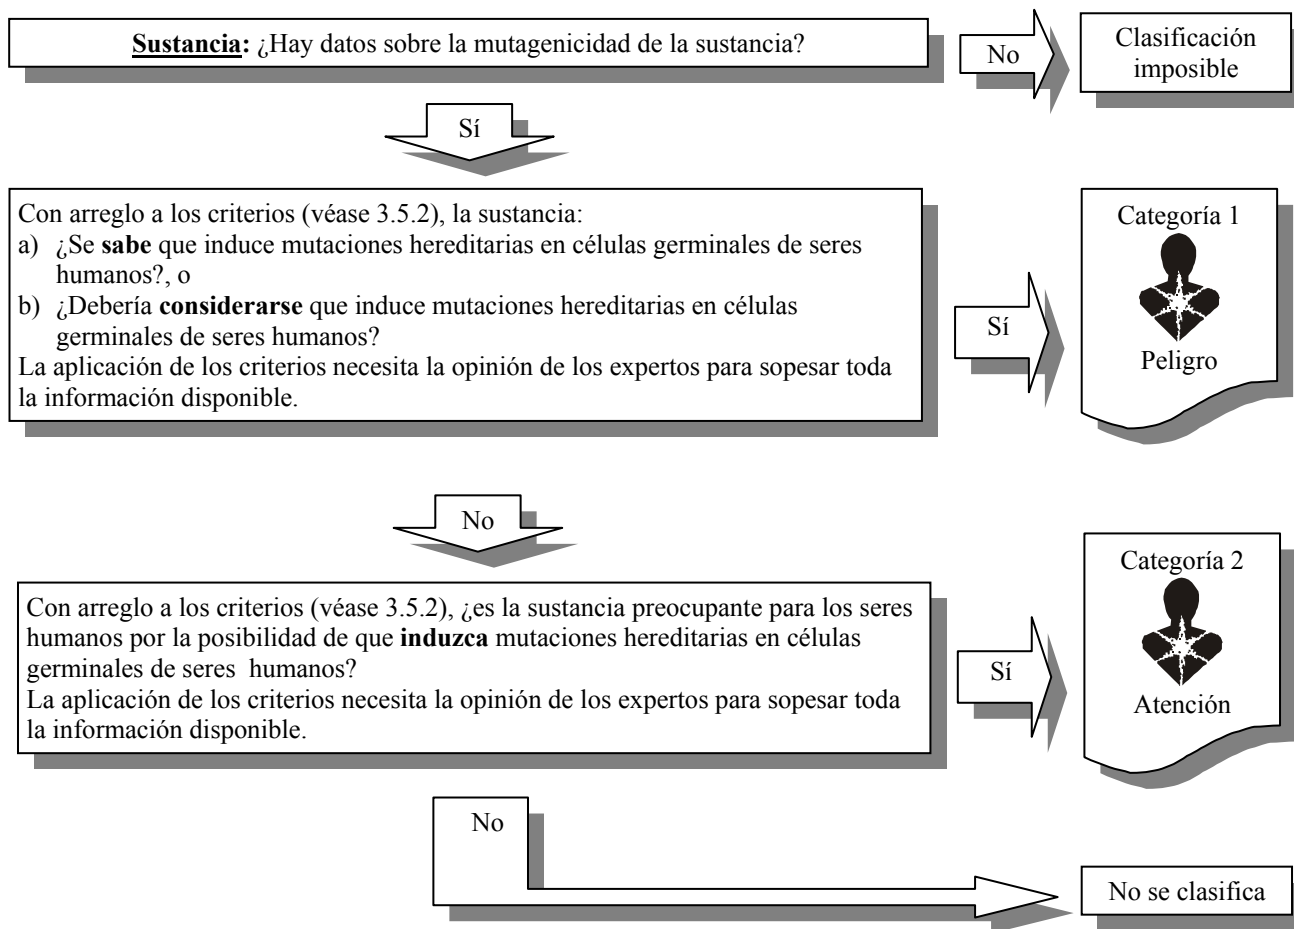 Sustancia: ¿Hay datos sobre la mutagenicidad de la sustancia?
No
Clasificación
imposible
Sí
Con arreglo a los criterios (véase 3.5.2), la sustancia:
a) ¿Se sabe que induce mutaciones hereditarias en células germinales de seres
humanos?, o
b) ¿Debería considerarse que induce mutaciones hereditarias en células
germinales de seres humanos?
La aplicación de los criterios necesita la opinión de los expertos para sopesar toda
la información disponible.
Sí
Categoría 1
Peligro
No
Con arreglo a los criterios (véase 3.5.2), ¿es la sustancia preocupante para los seres
humanos por la posibilidad de que induzca mutaciones hereditarias en células
germinales de seres humanos?
La aplicación de los criterios necesita la opinión de los expertos para sopesar toda
la información disponible.
Sí
Categoría 2
Atención
No
No se clasifica